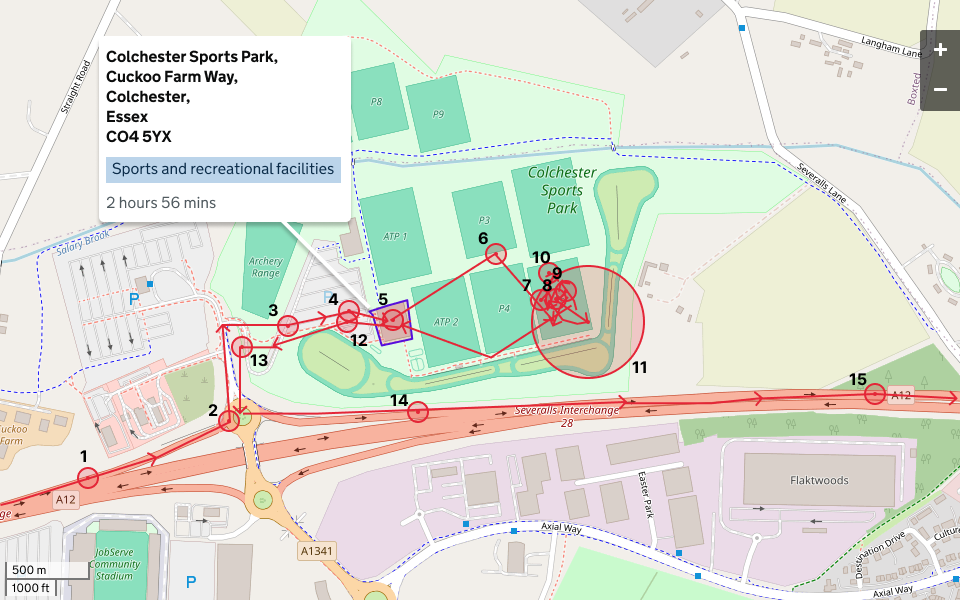 Colchester Sports Park,
Cuckoo Farm Way,
Colchester,
Essex
CO4 5YX
Sports and recreational facilities
2 hours 56 mins
+
−
Straight Road
Langham Lane
Boxted
Severalls Lane
P8
P9
Colchester
Sports
Park
P3
ATP 1
Salary Brook
Archery
Range
P
P
6
10
9
7
8
5
4
3
12
13
P4
ATP 2
11
2
14
15
A12
Severalls Interchange
28
Cuckoo
Farm
1
A12
ge
Flaktwoods
Easter Park
Axial Way
A1341
JobServe
Community
Stadium
P
Destination Drive
Culture
Axial Way
500 m
1000 ft